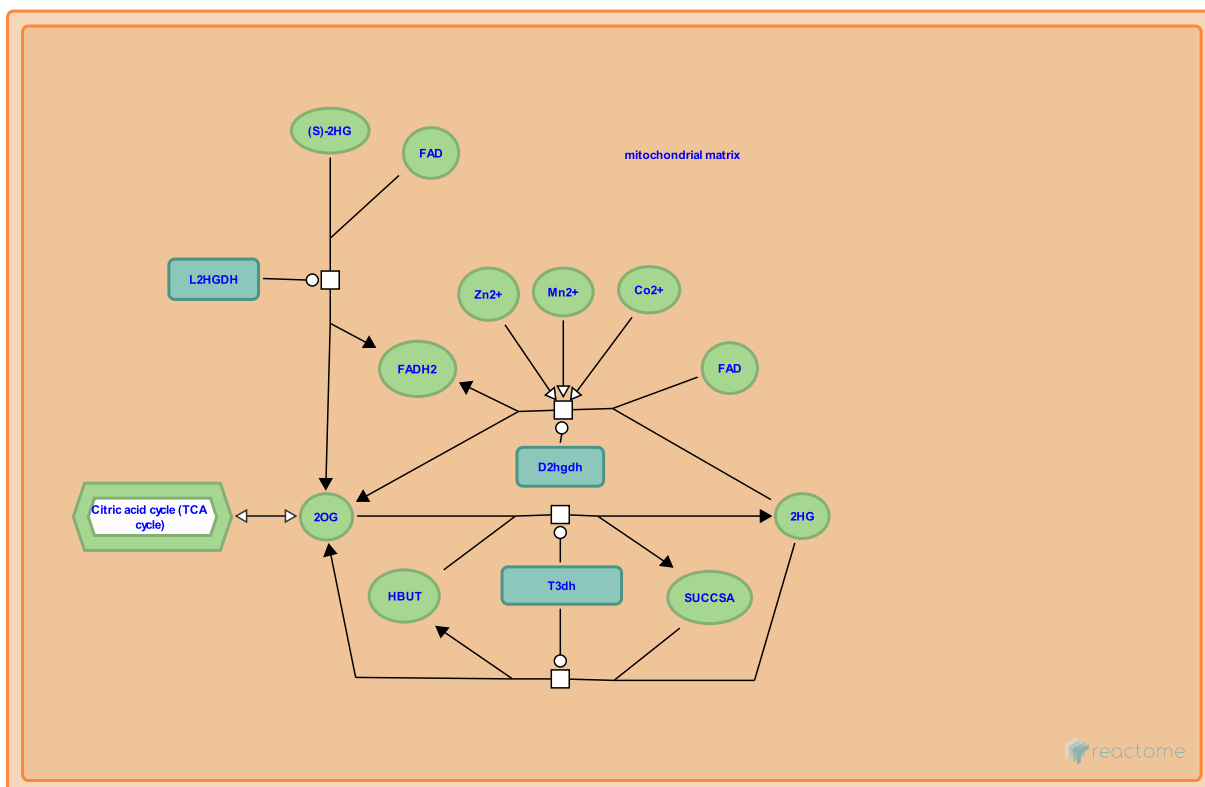 (S)-2HG
FAD
mitochondrial matrix
L2HGDH
Zn2+
Mn2+
Co2+
FADH2
FAD
D2hgdh
Citric acid cycle (TCA
cycle)
2OG
2HG
HBUT
T3dh
SUCCSA
reactome